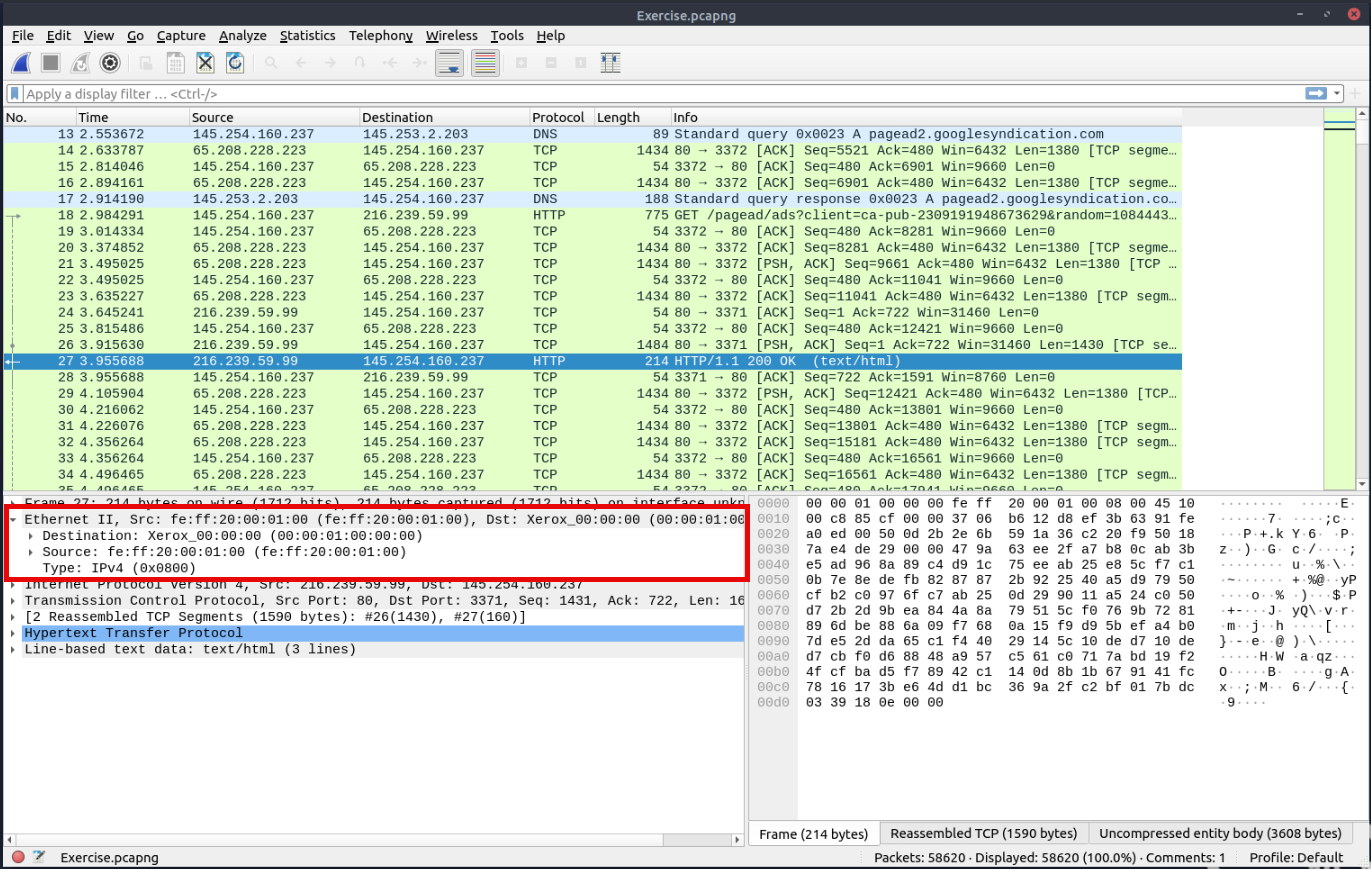 Exercise.pcapng
File Edit View Go Capture Analyze Statistics Telephony Wireless Tools Help
Apply a display filter … <Ctrl-/>
No. Time Source Destination Protocol Length Info
13 2.553672 145.254.160.237 145.253.2.203 DNS 89 Standard query 0x0023 A pagead2.googlesyndication.com
14 2.633787 65.208.228.223 145.254.160.237 TCP 1434 80 → 3372 [ACK] Seq=5521 Ack=480 Win=6432 Len=1380 [TCP segme…
15 2.814046 145.254.160.237 65.208.228.223 TCP 54 3372 → 80 [ACK] Seq=480 Ack=6901 Win=9660 Len=0
16 2.894161 65.208.228.223 145.254.160.237 TCP 1434 80 → 3372 [ACK] Seq=6901 Ack=480 Win=6432 Len=1380 [TCP segme…
17 2.914190 145.253.2.203 145.254.160.237 DNS 188 Standard query response 0x0023 A pagead2.googlesyndication.co…
18 2.984291 145.254.160.237 216.239.59.99 HTTP 775 GET /pagead/ads?client=ca-pub-2309191948673629&random=1084443…
19 3.014334 145.254.160.237 65.208.228.223 TCP 54 3372 → 80 [ACK] Seq=480 Ack=8281 Win=9660 Len=0
20 3.374852 65.208.228.223 145.254.160.237 TCP 1434 80 → 3372 [ACK] Seq=8281 Ack=480 Win=6432 Len=1380 [TCP segme…
21 3.495025 65.208.228.223 145.254.160.237 TCP 1434 80 → 3372 [PSH, ACK] Seq=9661 Ack=480 Win=6432 Len=1380 [TCP …
22 3.495025 145.254.160.237 65.208.228.223 TCP 54 3372 → 80 [ACK] Seq=480 Ack=11041 Win=9660 Len=0
23 3.635227 65.208.228.223 145.254.160.237 TCP 1434 80 → 3372 [ACK] Seq=11041 Ack=480 Win=6432 Len=1380 [TCP segm…
24 3.645241 216.239.59.99 145.254.160.237 TCP 54 80 → 3371 [ACK] Seq=1 Ack=722 Win=31460 Len=0
25 3.815486 145.254.160.237 65.208.228.223 TCP 54 3372 → 80 [ACK] Seq=480 Ack=12421 Win=9660 Len=0
26 3.915630 216.239.59.99 145.254.160.237 TCP 1484 80 → 3371 [PSH, ACK] Seq=1 Ack=722 Win=31460 Len=1430 [TCP se…
27 3.955688 216.239.59.99 145.254.160.237 HTTP 214 HTTP/1.1 200 OK (text/html)
28 3.955688 145.254.160.237 216.239.59.99 TCP 54 3371 → 80 [ACK] Seq=722 Ack=1591 Win=8760 Len=0
29 4.105904 65.208.228.223 145.254.160.237 TCP 1434 80 → 3372 [PSH, ACK] Seq=12421 Ack=480 Win=6432 Len=1380 [TCP…
30 4.216062 145.254.160.237 65.208.228.223 TCP 54 3372 → 80 [ACK] Seq=480 Ack=13801 Win=9660 Len=0
31 4.226076 65.208.228.223 145.254.160.237 TCP 1434 80 → 3372 [ACK] Seq=13801 Ack=480 Win=6432 Len=1380 [TCP segm…
32 4.356264 65.208.228.223 145.254.160.237 TCP 1434 80 → 3372 [ACK] Seq=15181 Ack=480 Win=6432 Len=1380 [TCP segm…
33 4.356264 145.254.160.237 65.208.228.223 TCP 54 3372 → 80 [ACK] Seq=480 Ack=16561 Win=9660 Len=0
34 4.496465 65.208.228.223 145.254.160.237 TCP 1434 80 → 3372 [ACK] Seq=16561 Ack=480 Win=6432 Len=1380 [TCP segm…
35 4.496465 145.254.160.237 65.208.228.223 TCP 54 3372 → 80 [ACK] Seq=480 Ack=17941 Win=9660 Len=0
Frame 27: 214 bytes on wire (1712 bits), 214 bytes captured (1712 bits) on interface unkn
Ethernet II, Src: fe:ff:20:00:01:00 (fe:ff:20:00:01:00), Dst: Xerox_00:00:00 (00:00:01:00
Destination: Xerox_00:00:00 (00:00:01:00:00:00)
Source: fe:ff:20:00:01:00 (fe:ff:20:00:01:00)
Type: IPv4 (0x0800)
Internet Protocol Version 4, Src: 216.239.59.99, Dst: 145.254.160.237
Transmission Control Protocol, Src Port: 80, Dst Port: 3371, Seq: 1431, Ack: 722, Len: 16
[2 Reassembled TCP Segments (1590 bytes): #26(1430), #27(160)]
Hypertext Transfer Protocol
Line-based text data: text/html (3 lines)
0000 00 00 01 00 00 00 fe ff 20 00 01 00 08 00 45 10 ········ ·····E·
0010 00 c8 85 cf 00 00 37 06 b6 12 d8 ef 3b 63 91 fe ······7· ····;c··
0020 a0 ed 00 50 0d 2b 2e 6b 59 1a 36 c2 20 f9 50 18 ···P·+.k Y·6· ·P·
0030 7a e4 de 29 00 00 47 9a 63 ee 2f a7 b8 0c ab 3b z··)··G· c·/····;
0040 e5 ad 96 8a 89 c4 d9 1c 75 ee ab 25 e8 5c f7 c1 ········ u··%·\··
0050 0b 7e 8e de fb 82 87 87 2b 92 25 40 a5 d9 79 50 ·~······ +·%@··yP
0060 cf b2 c0 97 6f c7 ab 25 0d 29 90 11 a5 24 c0 50 ····o··% ·)···$·P
0070 d7 2b 2d 9b ea 84 4a 8a 79 51 5c f0 76 9b 72 81 ·+-···J· yQ\·v·r·
0080 89 6d be 88 6a 09 f7 68 0a 15 f9 d9 5b ef a4 b0 ·m··j··h ····[···
0090 7d e5 2d da 65 c1 f4 40 29 14 5c 10 de d7 10 de }·-·e··@ )·\·····
00a0 d7 cb f0 d6 88 48 a9 57 c5 61 c0 71 7a bd 19 f2 ·····H·W ·a·qz···
00b0 4f cf ba d5 f7 89 42 c1 14 0d 8b 1b 67 91 41 fc O·····B· ····g·A·
00c0 78 16 17 3b e6 4d d1 bc 36 9a 2f c2 bf 01 7b dc x··;·M·· 6·/···{·
00d0 03 39 18 0e 00 00 ·9····
Frame (214 bytes) Reassembled TCP (1590 bytes) Uncompressed entity body (3608 bytes)
Exercise.pcapng Packets: 58620 · Displayed: 58620 (100.0%) · Comments: 1 Profile: Default